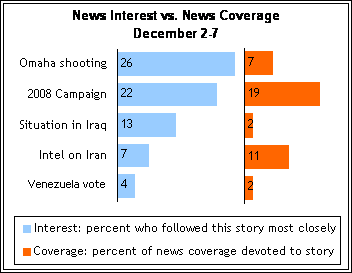 News Interest vs. News Coverage
December 2-7
Omaha shooting 26 7
2008 Campaign 22 19
Situation in Iraq 13 2
Intel on Iran 7 11
Venezuela vote 4 2
Interest: percent who followed this story most closely
Coverage: percent of news coverage devoted to story